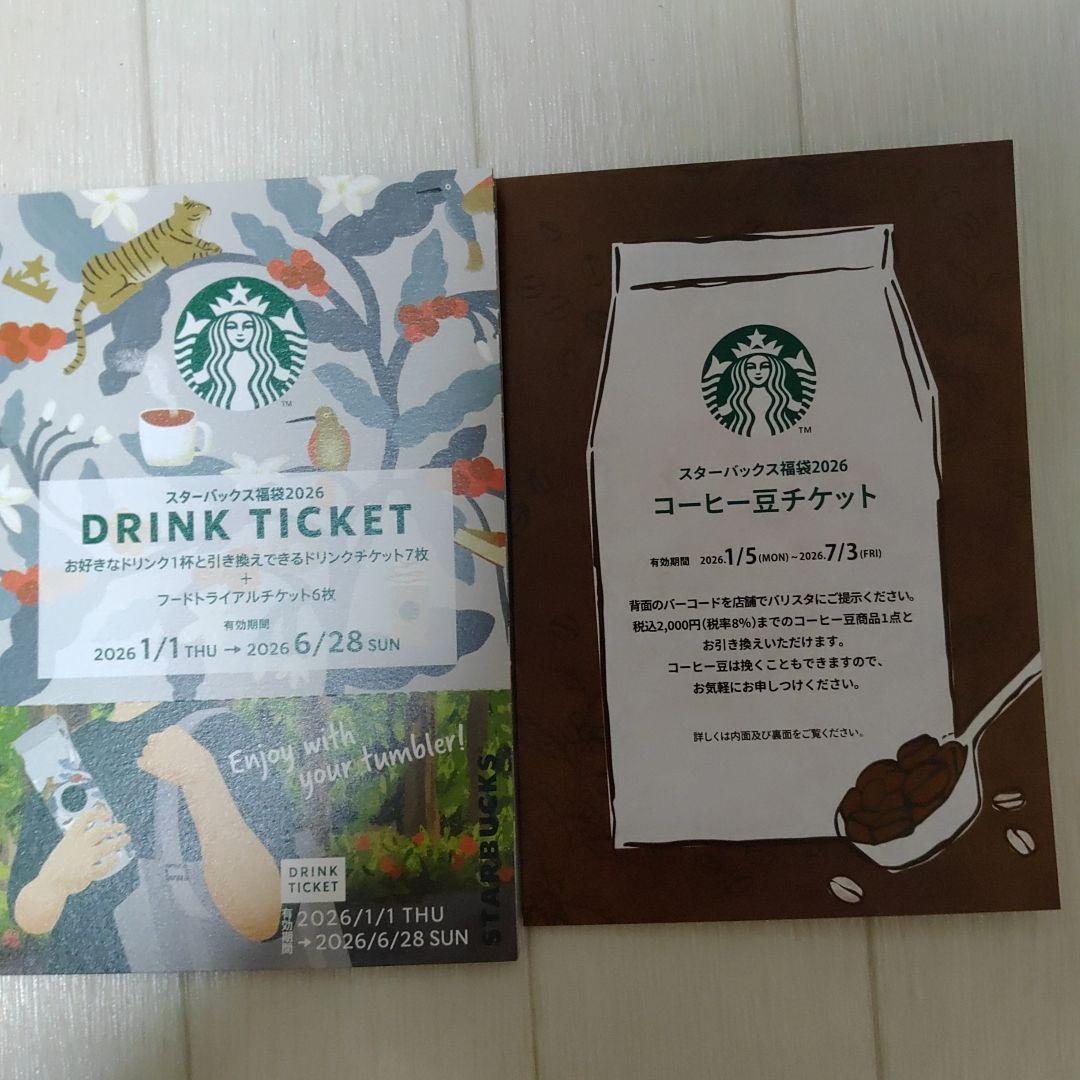 スターバックス福袋2026
DRINK TICKET
お好きなドリンク1杯と引き換えできるドリンクチケット7枚
+
フードトライアルチケット6枚
有効期間
2026 1/1 THU → 2026 6/28 SUN
Enjoy with
your tumbler!
DRINK
TICKET
有効期間
2026/1/1 THU
→ 2026/6/28 SUN
STARBUCKS
TM
スターバックス福袋2026
コーヒー豆チケット
有効期間 2026.1/5(MON)~2026.7/3(FRI)
背面のバーコードを店舗でバリスタにご提示ください。
税込2,000円(税率8%)までのコーヒー豆商品1点と
お引き換えいただけます。
コーヒー豆は挽くこともできますので、
お気軽にお申しつけください。
詳しくは内面及び裏面をご覧ください。
TM